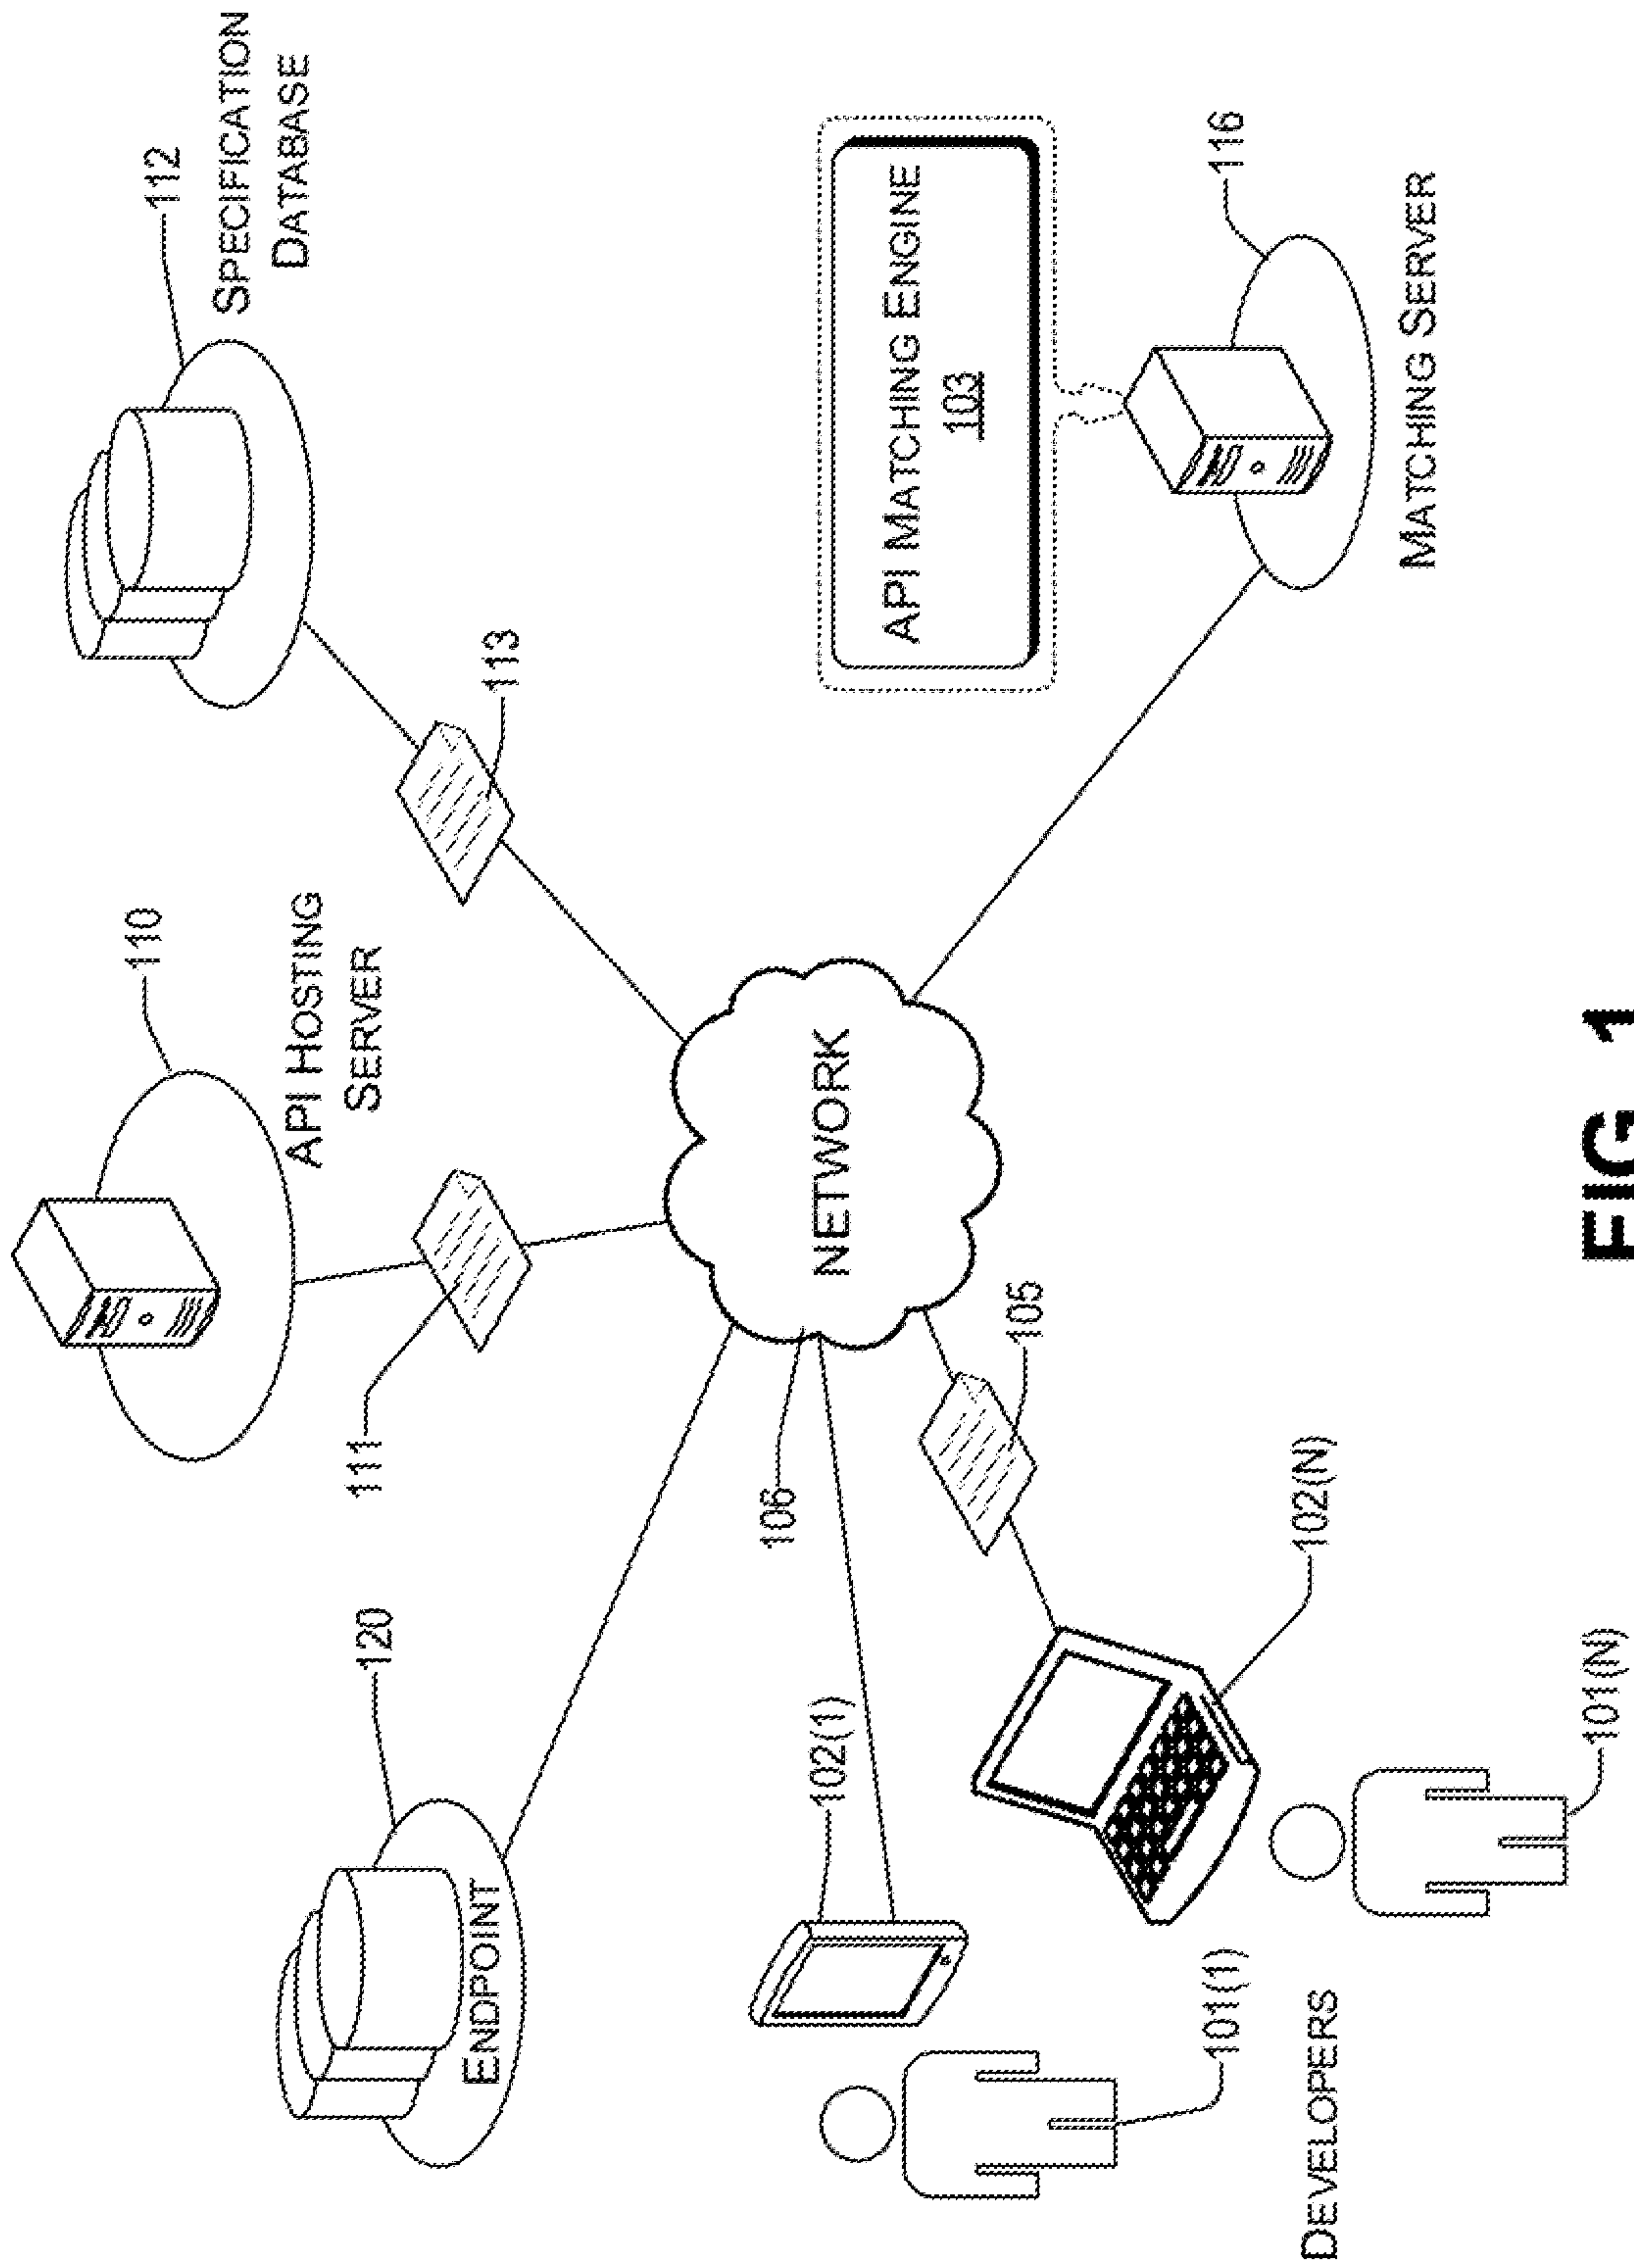 110
112
API HOSTING
SERVER
SPECIFICATION
DATABASE
120
111
113
ENDPOINT
102(1)
106
NETWORK
API MATCHING ENGINE
103
105
116
101(1)
102(N)
DEVELOPERS
MATCHING SERVER
101(N)
FIG. 1